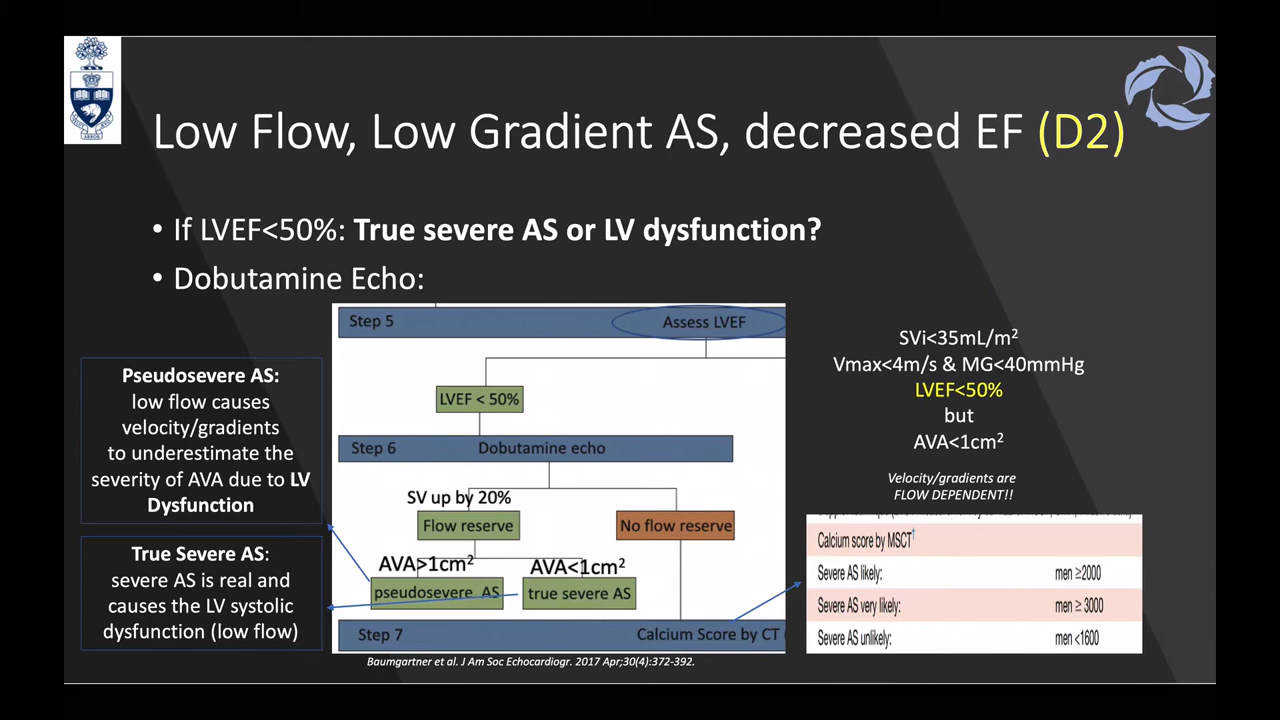 Low Flow, Low Gradient AS, decreased EF (D2)
• If LVEF<50%: True severe AS or LV dysfunction?
• Dobutamine Echo:
Pseudosevere AS:
low flow causes
velocity/gradients
to underestimate the
severity of AVA due to LV
Dysfunction
True Severe AS:
severe AS is real and
causes the LV systolic
dysfunction (low flow)
Step 5
Assess LVEF
LVEF < 50%
Step 6
Dobutamine echo
SV up by 20%
Flow reserve
No flow reserve
AVA>1cm²
AVA<1cm²
pseudosevere AS
true severe AS
Step 7
Calcium Score by CT (
Baumgartner et al. J Am Soc Echocardiogr. 2017 Apr;30(4):372-392.
SVi<35mL/m²
Vmax<4m/s & MG<40mmHg
LVEF<50%
but
AVA<1cm²
Velocity/gradients are
FLOW DEPENDENT!!
Calcium score by MSCT†
Severe AS likely: men ≥2000
Severe AS very likely: men ≥ 3000
Severe AS unlikely: men <1600